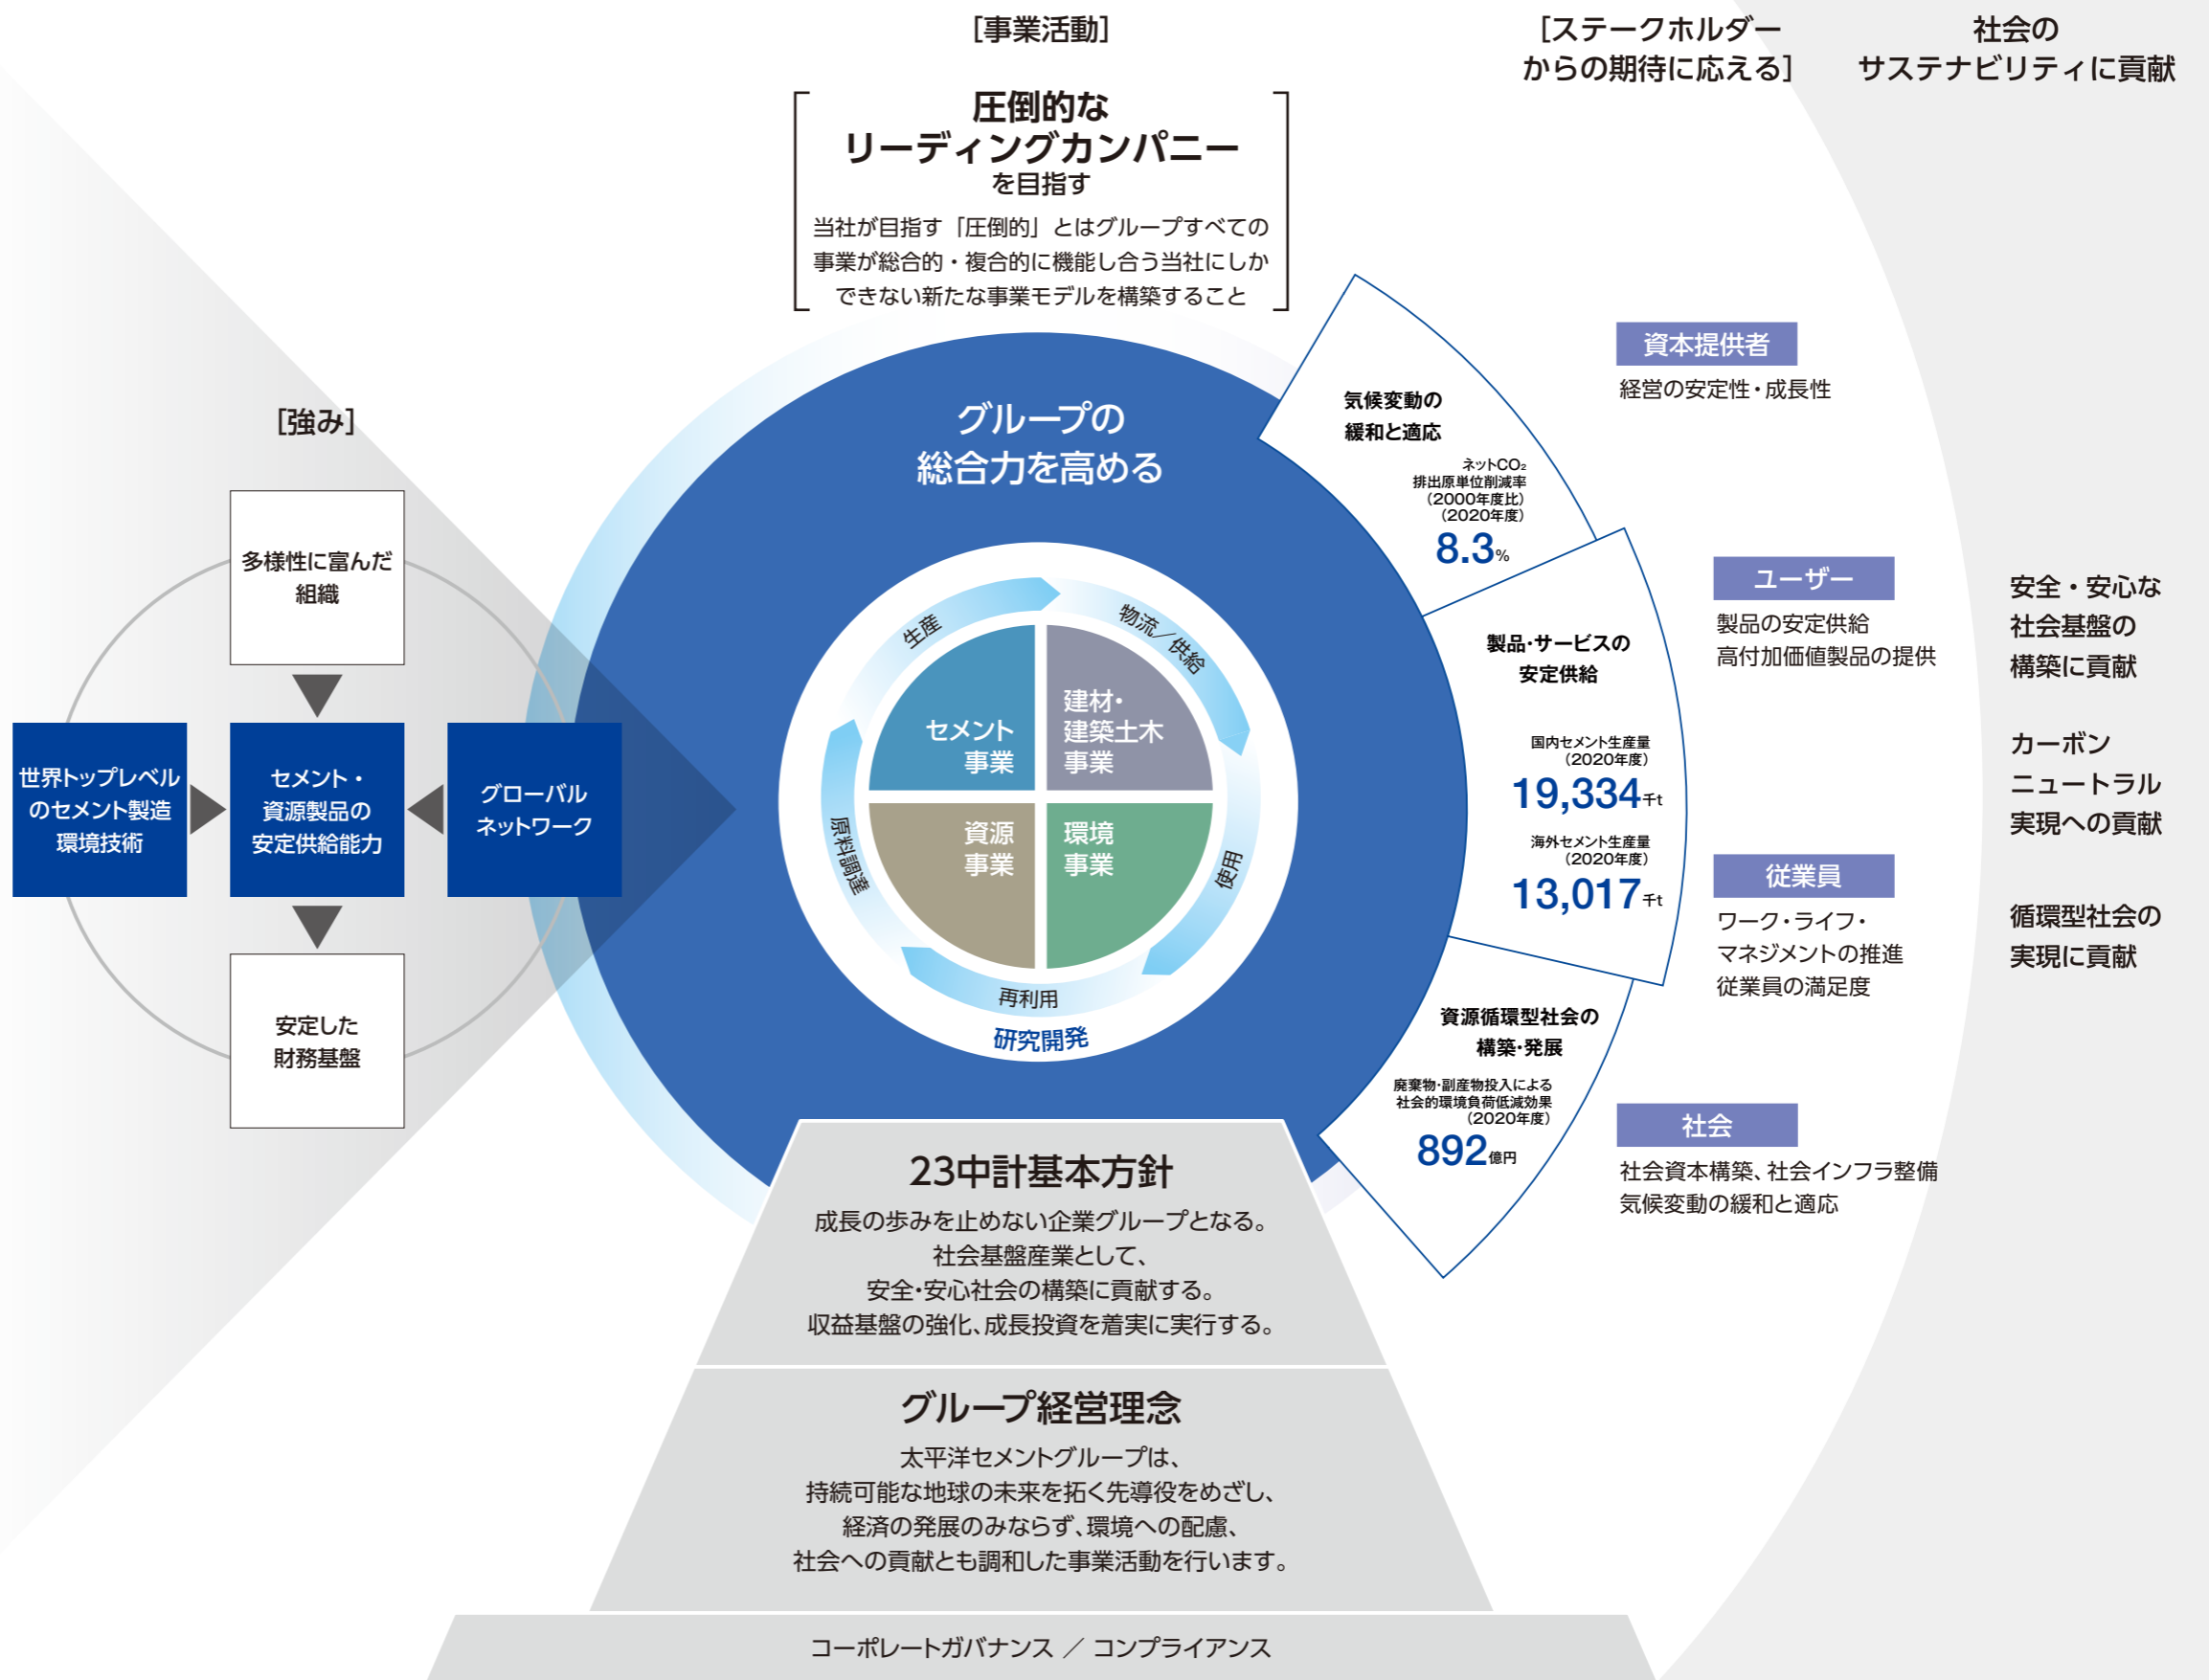 [事業活動]
圧倒的な
リーディングカンパニー
を目指す
当社が目指す「圧倒的」とはグループすべての
事業が総合的・複合的に機能し合う当社にしか
できない新たな事業モデルを構築すること
[ステークホルダー
からの期待に応える]
社会の
サステナビリティに貢献
[強み]
多様性に富んだ
組織
世界トップレベル
のセメント製造
環境技術
セメント・
資源製品の
安定供給能力
グローバル
ネットワーク
安定した
財務基盤
グループの
総合力を高める
生産
物流／供給
使用
再利用
原料調達
セメント
事業
建材・
建築土木
事業
資源
事業
環境
事業
研究開発
気候変動の
緩和と適応
ネットCO₂
排出原単位削減率
(2000年度比)
(2020年度)
8.3%
製品・サービスの
安定供給
国内セメント生産量
(2020年度)
19,334千t
海外セメント生産量
(2020年度)
13,017千t
資源循環型社会の
構築・発展
廃棄物・副産物投入による
社会的環境負荷低減効果
(2020年度)
892億円
資本提供者
経営の安定性・成長性
ユーザー
製品の安定供給
高付加価値製品の提供
従業員
ワーク・ライフ・
マネジメントの推進
従業員の満足度
社会
社会資本構築、社会インフラ整備
気候変動の緩和と適応
安全・安心な
社会基盤の
構築に貢献
カーボン
ニュートラル
実現への貢献
循環型社会の
実現に貢献
23中計基本方針
成長の歩みを止めない企業グループとなる。
社会基盤産業として、
安全・安心社会の構築に貢献する。
収益基盤の強化、成長投資を着実に実行する。
グループ経営理念
太平洋セメントグループは、
持続可能な地球の未来を拓く先導役をめざし、
経済の発展のみならず、環境への配慮、
社会への貢献とも調和した事業活動を行います。
コーポレートガバナンス ／ コンプライアンス